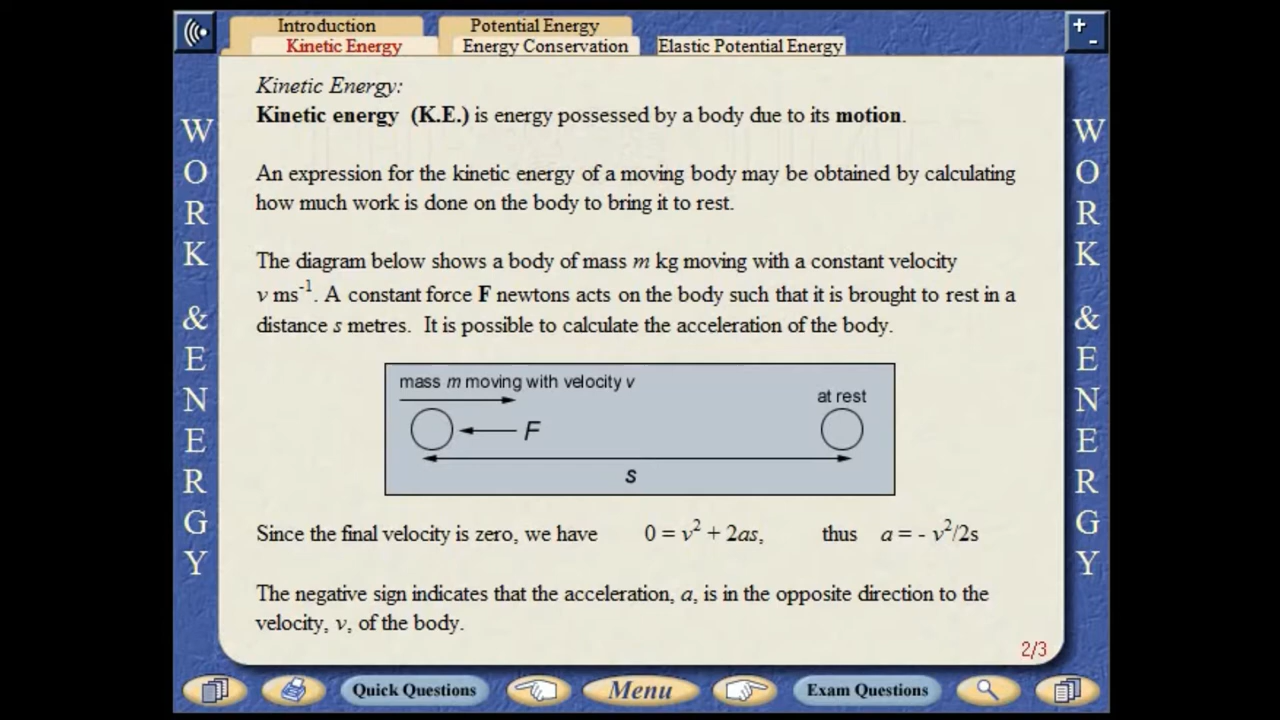 Introduction
Potential Energy
Kinetic Energy
Energy Conservation
Elastic Potential Energy
+
-
WORK & ENERGY
Kinetic Energy:
Kinetic energy (K.E.) is energy possessed by a body due to its motion.
An expression for the kinetic energy of a moving body may be obtained by calculating
how much work is done on the body to bring it to rest.
The diagram below shows a body of mass m kg moving with a constant velocity
v ms⁻¹. A constant force F newtons acts on the body such that it is brought to rest in a
distance s metres. It is possible to calculate the acceleration of the body.
mass m moving with velocity v
at rest
F
s
Since the final velocity is zero, we have 0 = v² + 2as, thus a = - v²/2s
The negative sign indicates that the acceleration, a, is in the opposite direction to the
velocity, v, of the body.
2/3
WORK & ENERGY
Quick Questions
Menu
Exam Questions